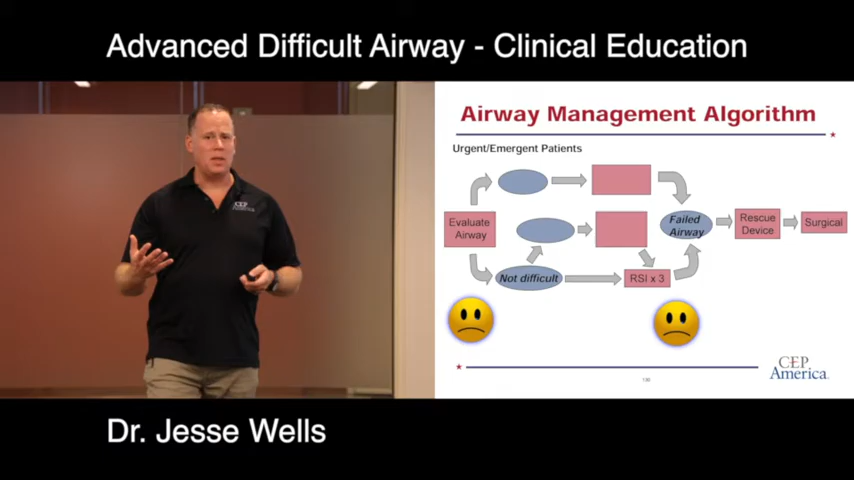 Advanced Difficult Airway - Clinical Education
CEP
Airway Management Algorithm
Urgent/Emergent Patients
Evaluate
Airway
Failed
Airway
Rescue
Device
Surgical
Not difficult
RSI x 3
CEP
America
Dr. Jesse Wells